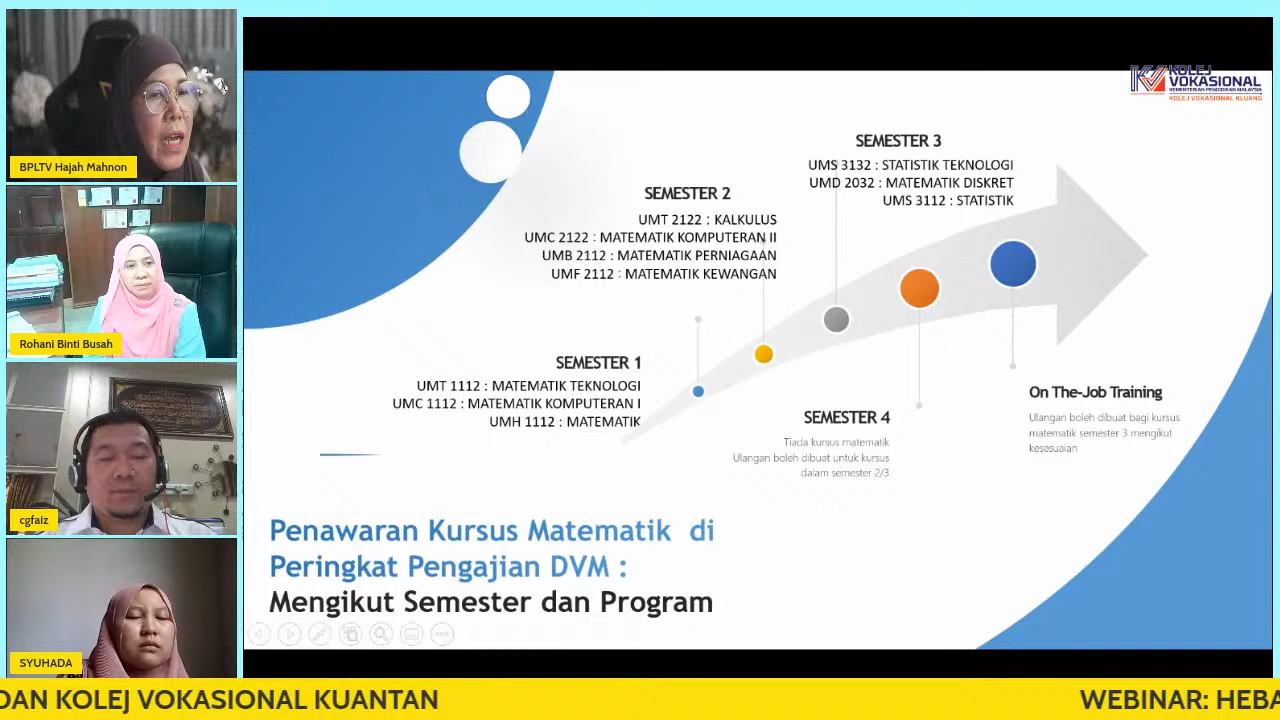 BPLTV Hajah Mahnon
Rohani Binti Busah
cgfaiz
SYUHADA
KOLEJ
VOKASIONAL
KEMENTERIAN PENDIDIKAN MALAYSIA
KOLEJ VOKASIONAL KLUANG
SEMESTER 3
UMS 3132 : STATISTIK TEKNOLOGI
UMD 2032 : MATEMATIK DISKRET
UMS 3112 : STATISTIK
SEMESTER 2
UMT 2122 : KALKULUS
UMC 2122 : MATEMATIK KOMPUTERAN II
UMB 2112 : MATEMATIK PERNIAGAAN
UMF 2112 : MATEMATIK KEWANGAN
SEMESTER 1
UMT 1112 : MATEMATIK TEKNOLOGI
UMC 1112 : MATEMATIK KOMPUTERAN I
UMH 1112 : MATEMATIK
SEMESTER 4
Tiada kursus matematik
Ulangan boleh dibuat untuk kursus
dalam semester 2/3
On The-Job Training
Ulangan boleh dibuat bagi kursus
matematik semester 3 mengikut
kesesuaian
Penawaran Kursus Matematik di
Peringkat Pengajian DVM :
Mengikut Semester dan Program
DAN KOLEJ VOKASIONAL KUANTAN
WEBINAR: HEBA